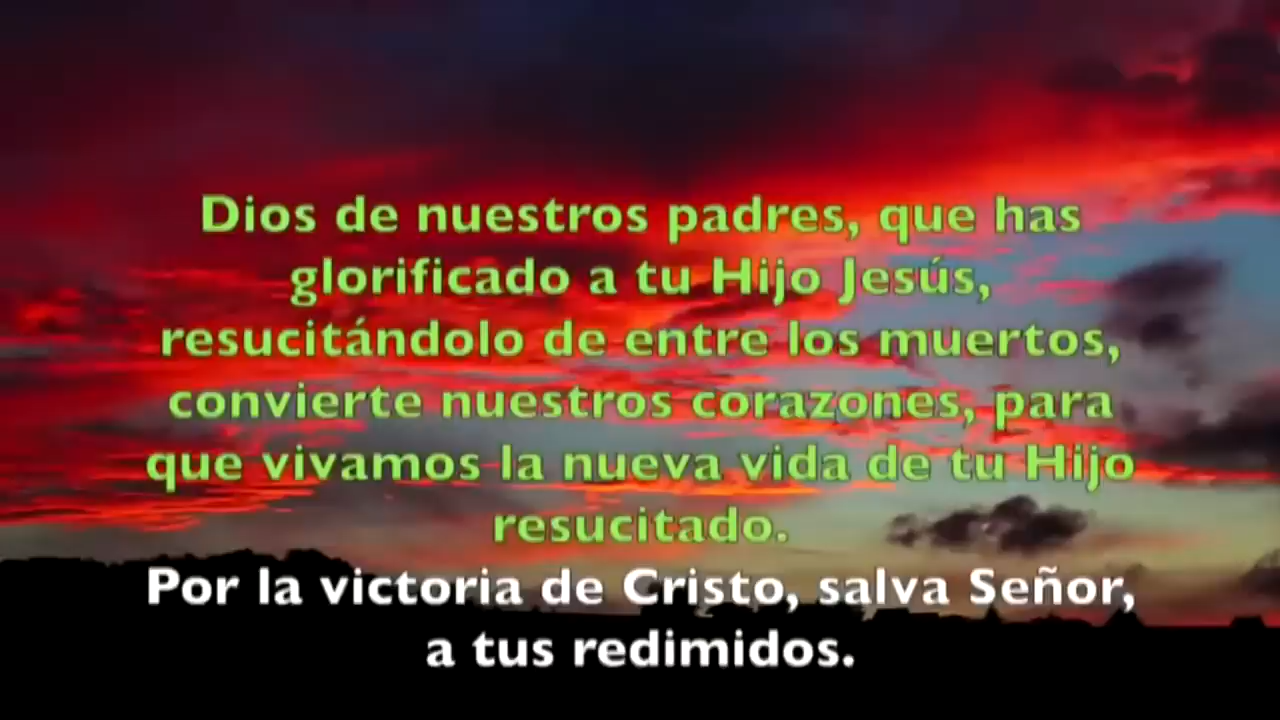 Dios de nuestros padres, que has
glorificado a tu Hijo Jesús,
resucitándolo de entre los muertos,
convierte nuestros corazones, para
que vivamos la nueva vida de tu Hijo
resucitado.
Por la victoria de Cristo, salva Señor,
a tus redimidos.